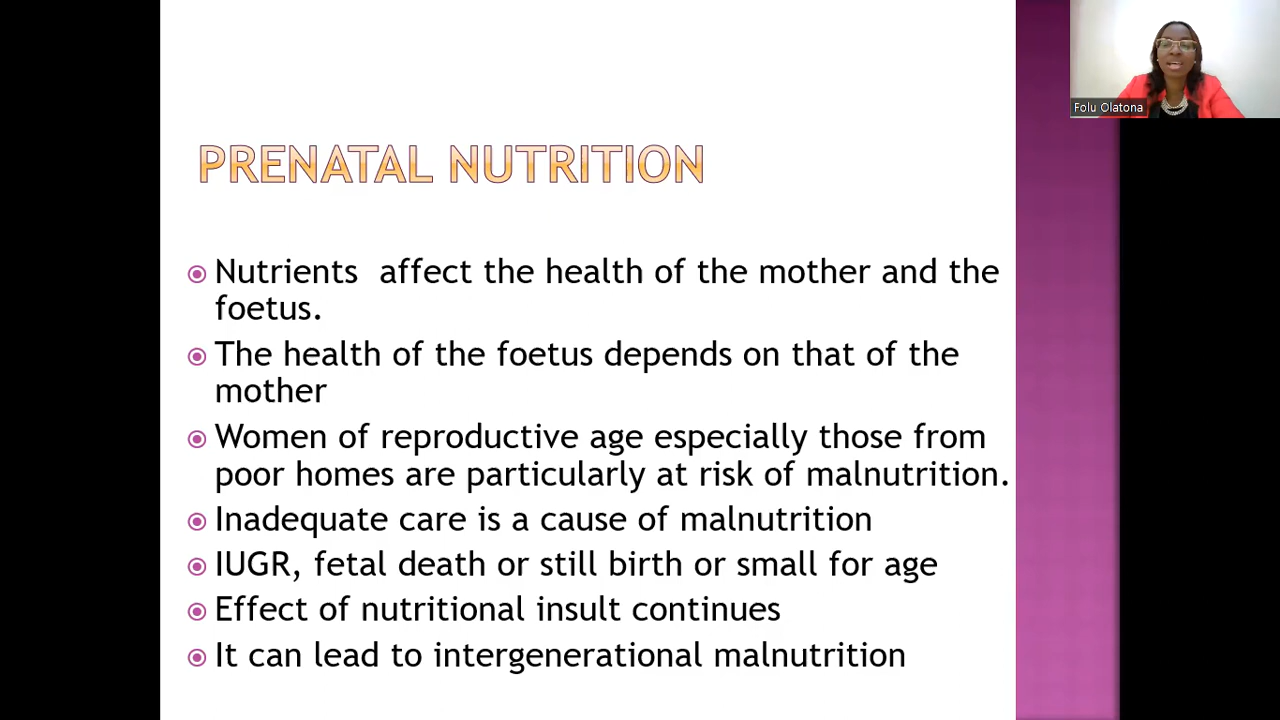 Folu Olatona
PRENATAL NUTRITION
Nutrients  affect the health of the mother and the
foetus.
The health of the foetus depends on that of the
mother
Women of reproductive age especially those from
poor homes are particularly at risk of malnutrition.
Inadequate care is a cause of malnutrition
IUGR, fetal death or still birth or small for age
Effect of nutritional insult continues
It can lead to intergenerational malnutrition